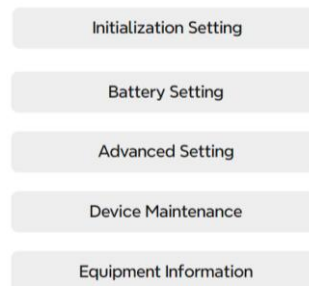 Initialization Setting
Battery Setting
Advanced Setting
Device Maintenance
Equipment Information